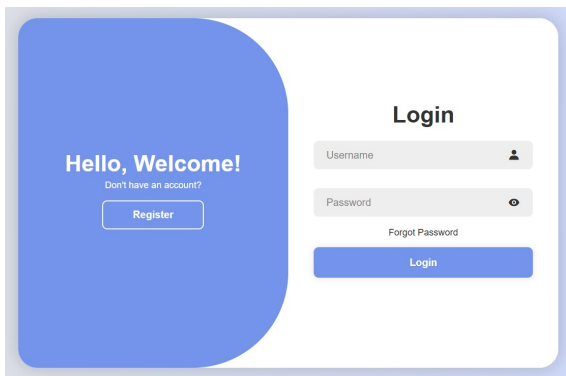 Hello, Welcome!
Don't have an account?
Register
Login
Username
Password
Forgot Password
Login